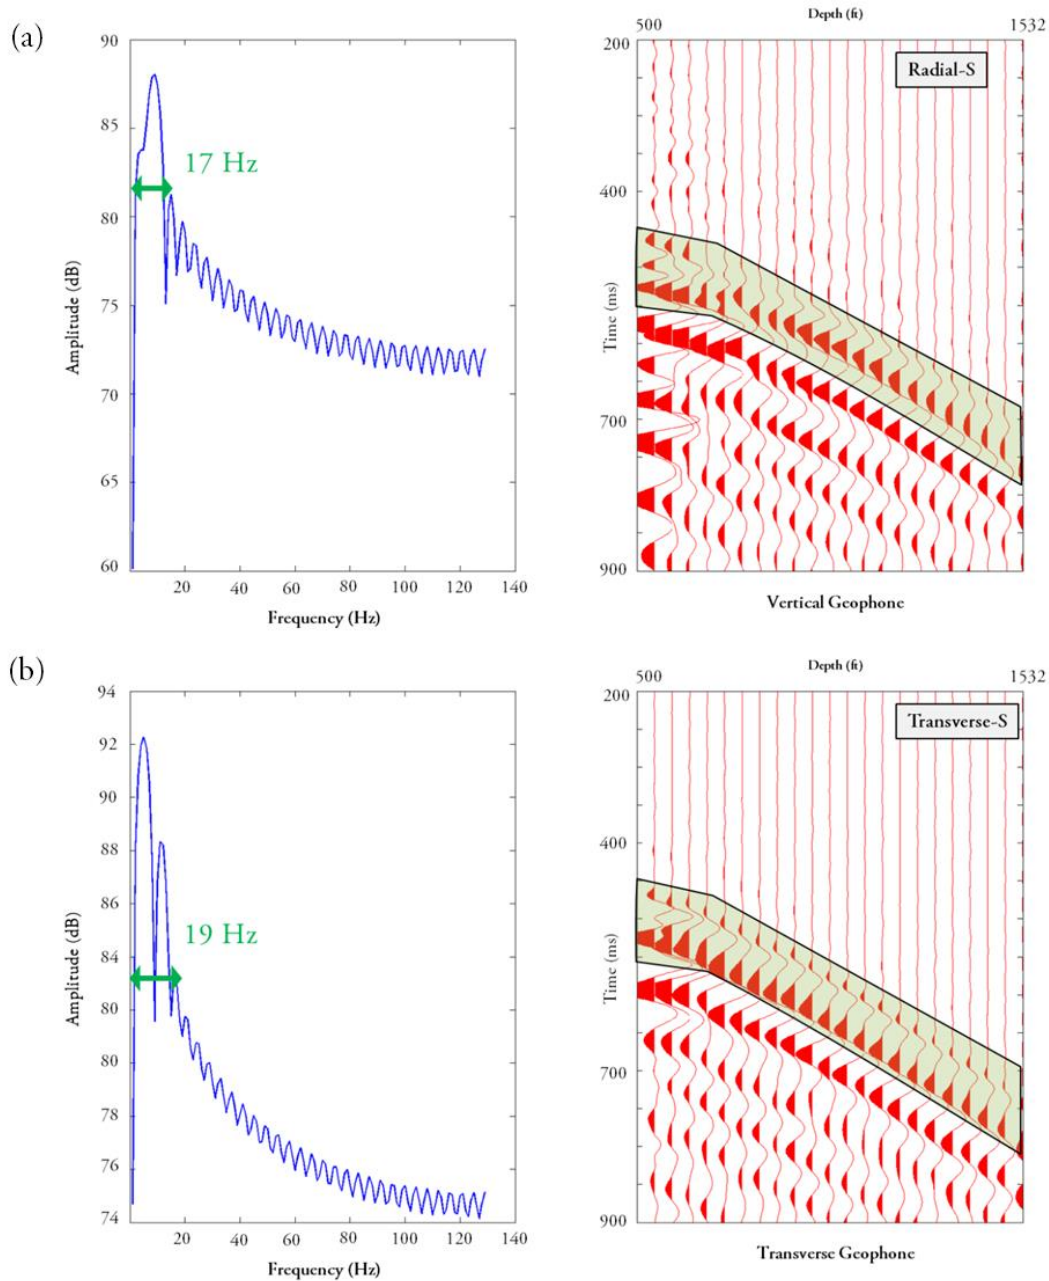 (a)
90
85
80
75
70
65
60
Amplitude (dB)
17 Hz
20 40 60 80 100 120 140
Frequency (Hz)
Depth (ft)
500 1532
200
400
700
900
Time (ms)
Radial-S
Vertical Geophone
(b)
94
92
90
88
86
84
80
80
78
76
74
Amplitude (dB)
19 Hz
20 40 60 80 100 120 140
Frequency (Hz)
Depth (ft)
500 1532
200
400
700
900
Time (ms)
Transverse-S
Transverse Geophone